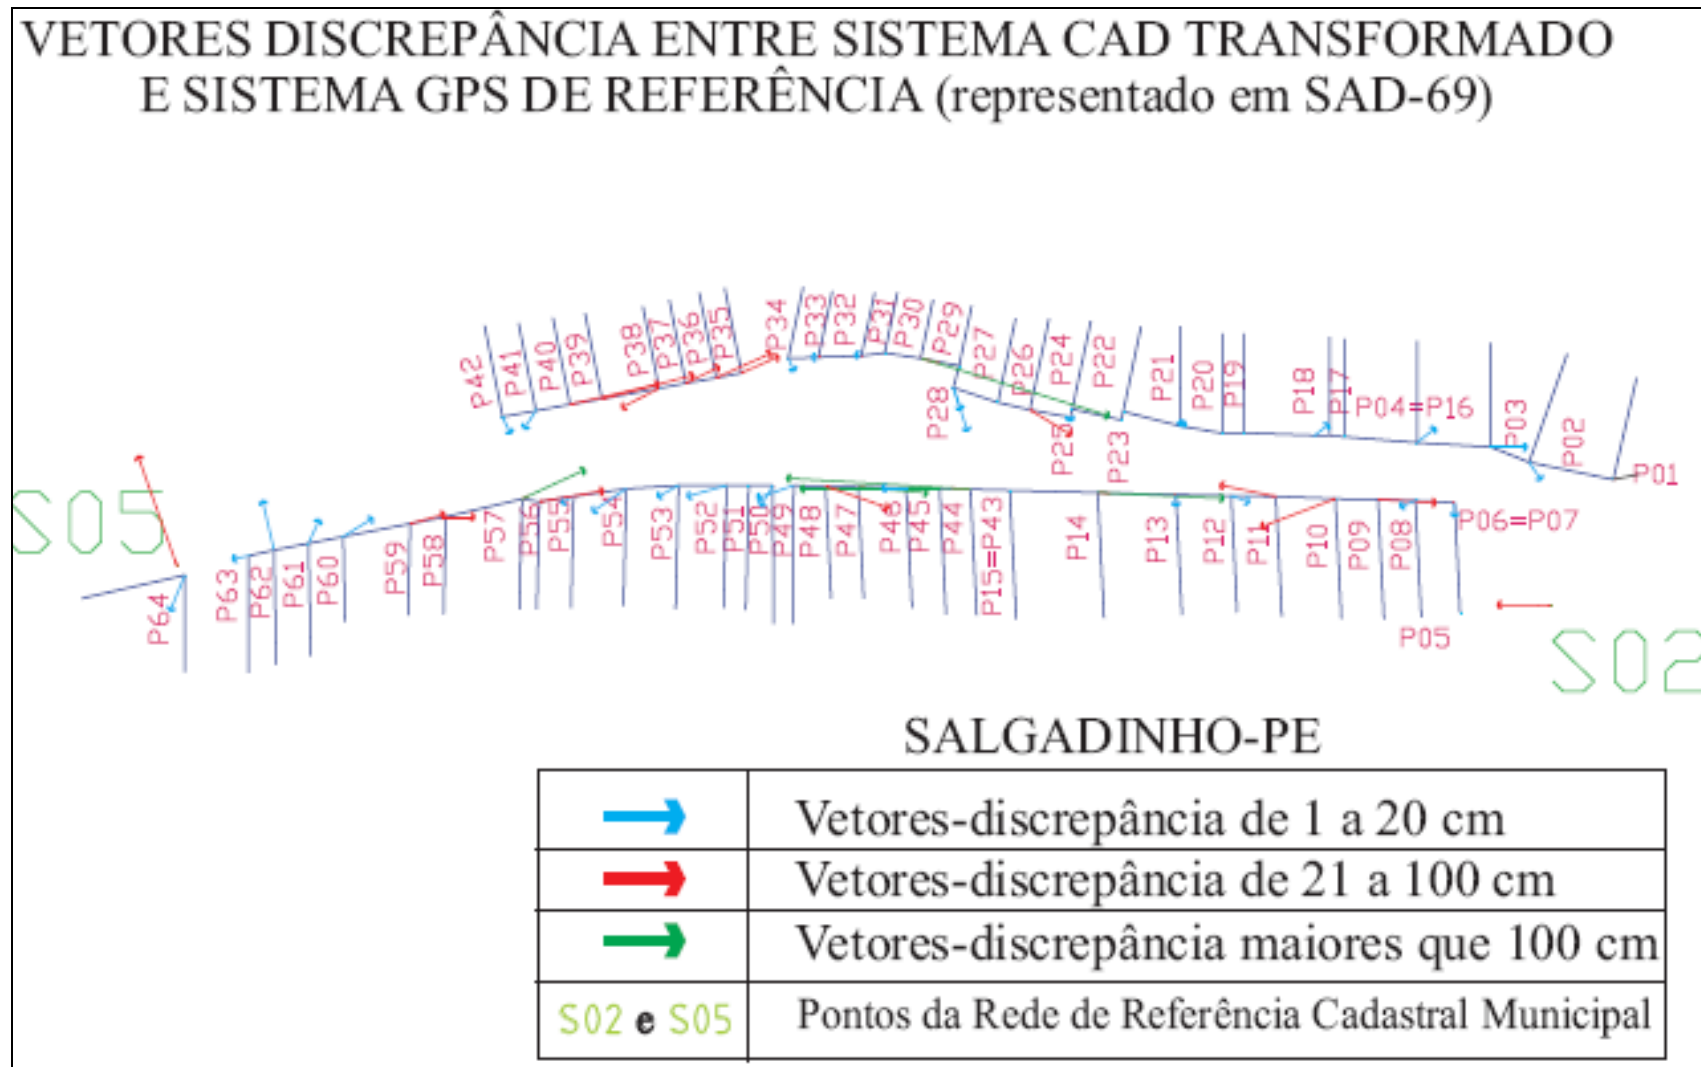 VETORES DISCREPÂNCIA ENTRE SISTEMA CAD TRANSFORMADO
E SISTEMA GPS DE REFERÊNCIA (representado em SAD-69)
P42
P41
P40
P39
P38
P37
P36
P35
P34
P33
P32
P31
P30
P29
P28
P27
P26
P25
P24
P23
P22
P21
P20
P19
P18
P17
P04=P16
P03
P02
P01
S05
P64
P63
P62
P61
P60
P59
P58
P57
P56
P55
P54
P53
P52
P51
P50
P49
P48
P47
P46
P45
P44
P15=P43
P14
P13
P12
P11
P10
P09
P08
P06=P07
P05
S02
SALGADINHO-PE
Vetores-discrepância de 1 a 20 cm
Vetores-discrepância de 21 a 100 cm
Vetores-discrepância maiores que 100 cm
S02 e S05 Pontos da Rede de Referência Cadastral Municipal